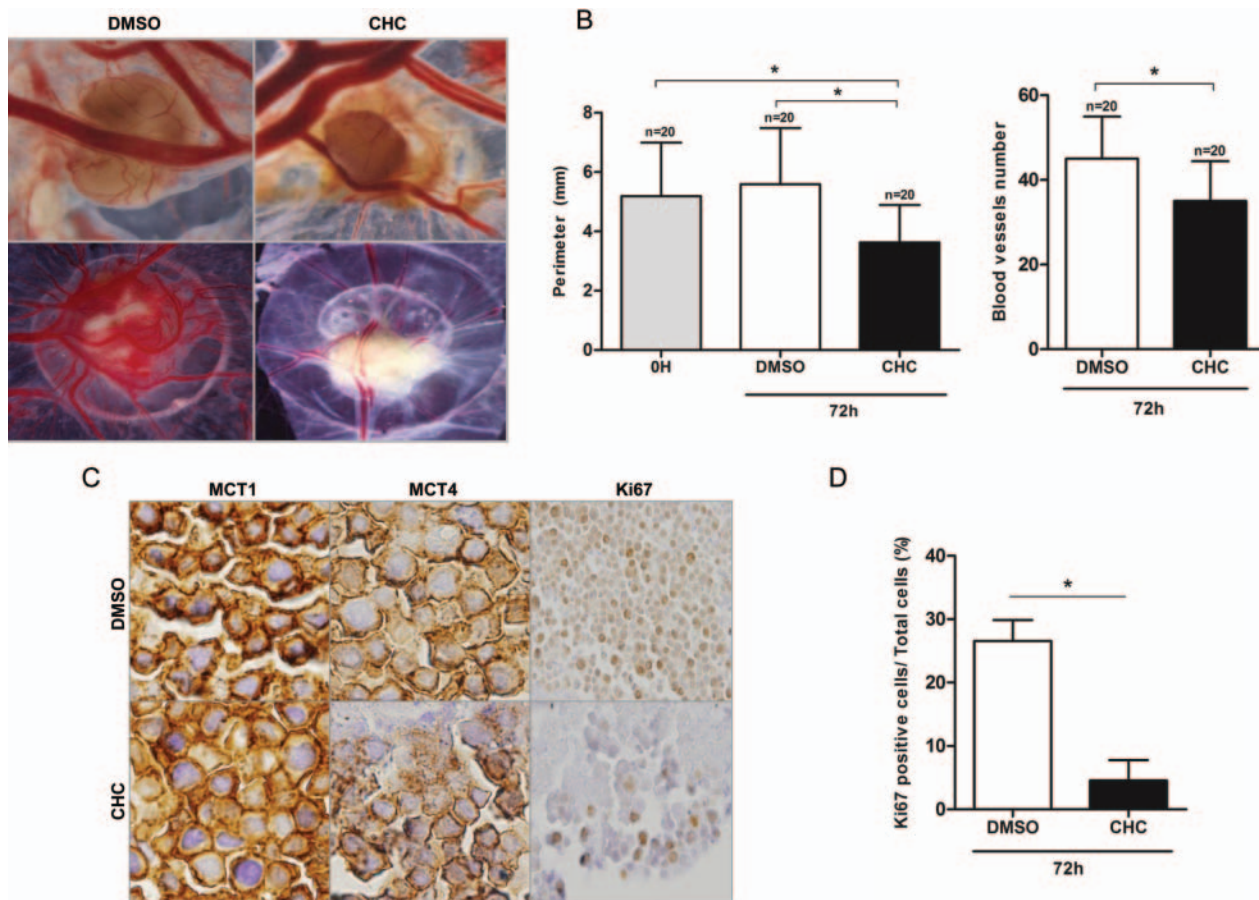 DMSO CHC
B
*
*
n=20
n=20
n=20
Perimeter (mm)
8
6
4
2
0
0H DMSO CHC
72h
*
n=20
n=20
Blood vessels number
60
40
20
0
DMSO CHC
72h
C
MCT1 MCT4 Ki67
DMSO
CHC
D
Ki67 positive cells/ Total cells (%)
40
30
20
10
0
*
DMSO CHC
72h